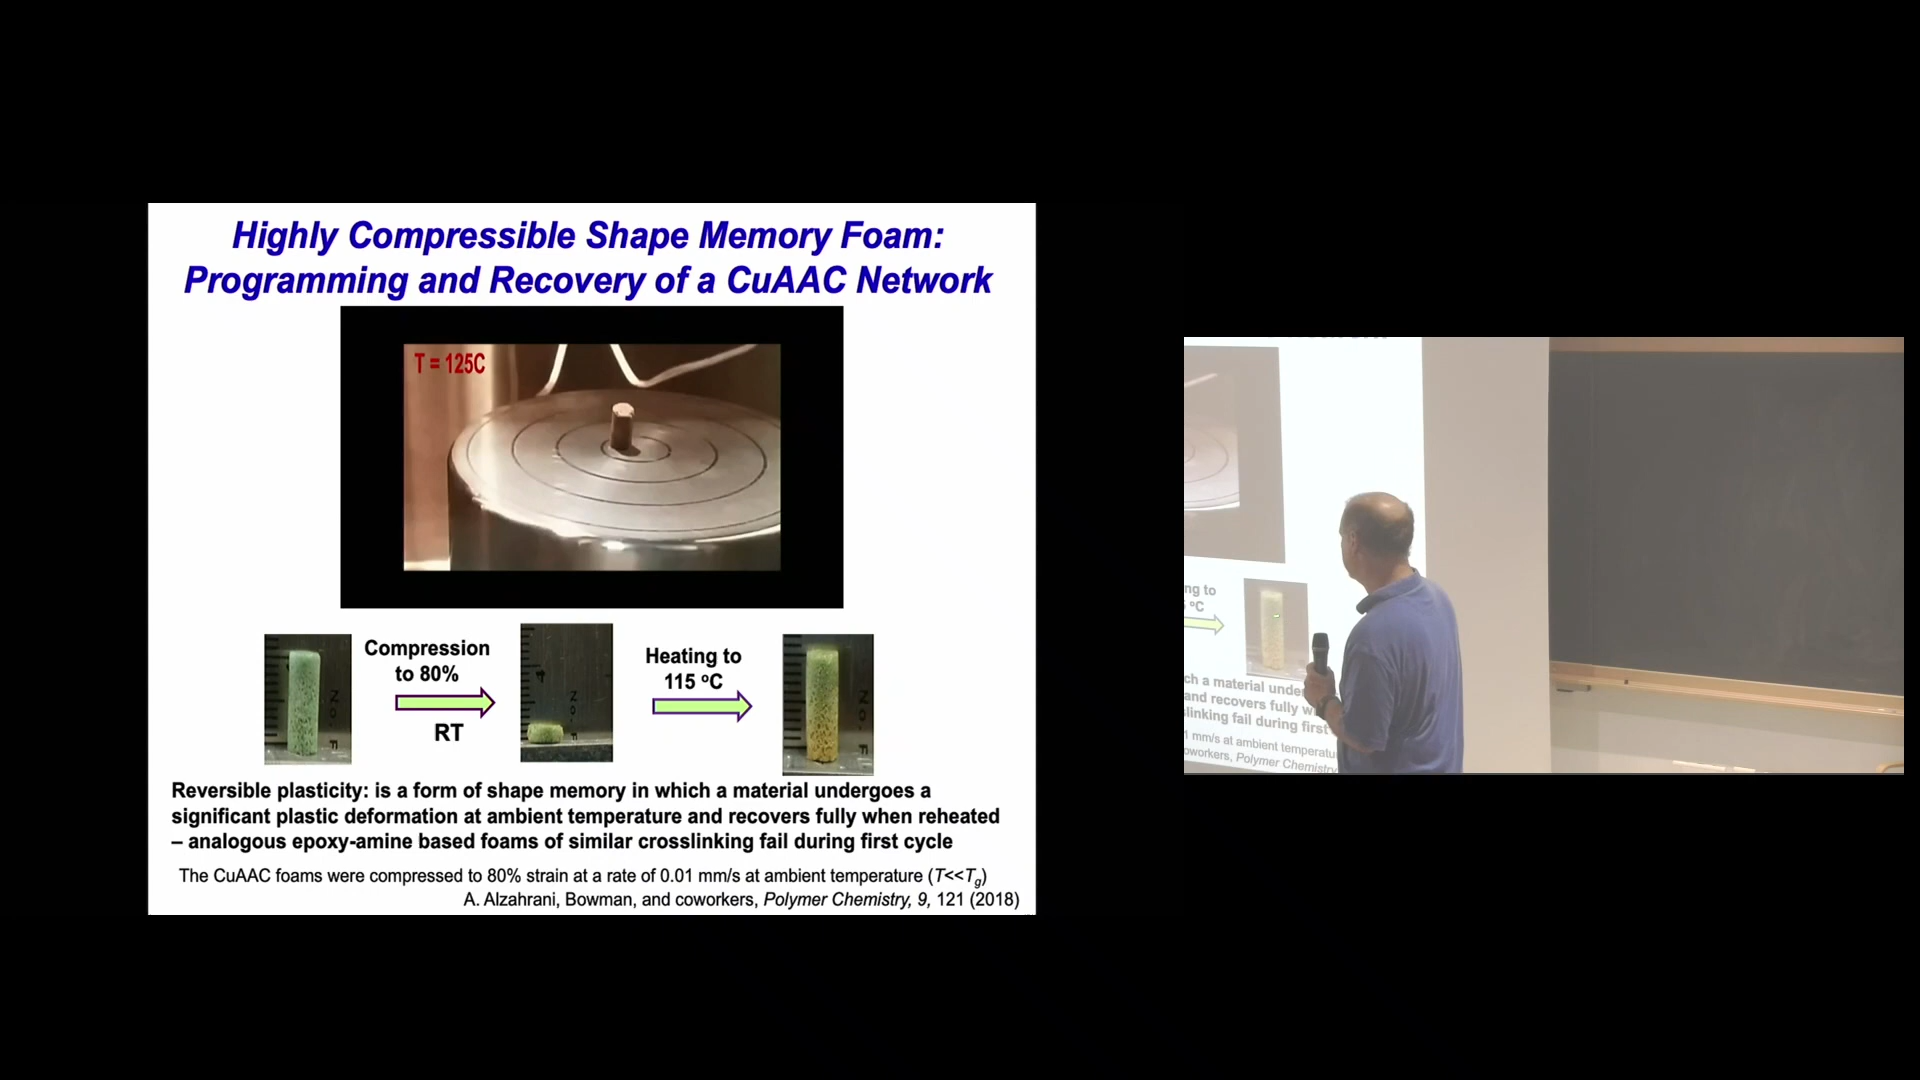 Highly Compressible Shape Memory Foam:
Programming and Recovery of a CuAAC Network
T = 125C
Compression
to 80%
RT
Heating to
115 °C
Reversible plasticity: is a form of shape memory in which a material undergoes a
significant plastic deformation at ambient temperature and recovers fully when reheated
– analogous epoxy-amine based foams of similar crosslinking fail during first cycle
The CuAAC foams were compressed to 80% strain at a rate of 0.01 mm/s at ambient temperature (T<<Tg)
A. Alzahrani, Bowman, and coworkers, Polymer Chemistry, 9, 121 (2018)
ng to
°C
ch a material unde
and recovers fully w
slinking fail during first
1 mm/s at ambient temperatu
oworkers, Polymer Chemistry